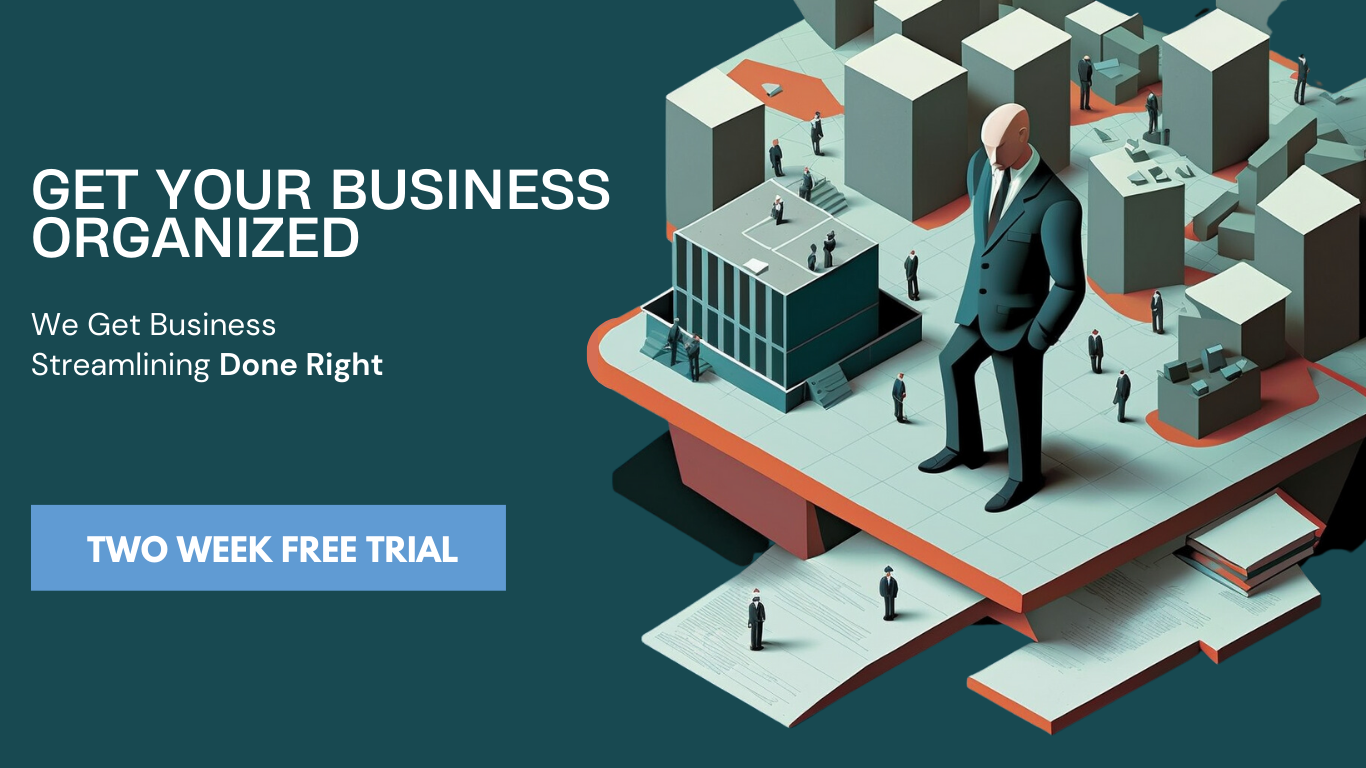 GET YOUR BUSINESS
ORGANIZED
We Get Business
Streamlining Done Right
TWO WEEK FREE TRIAL